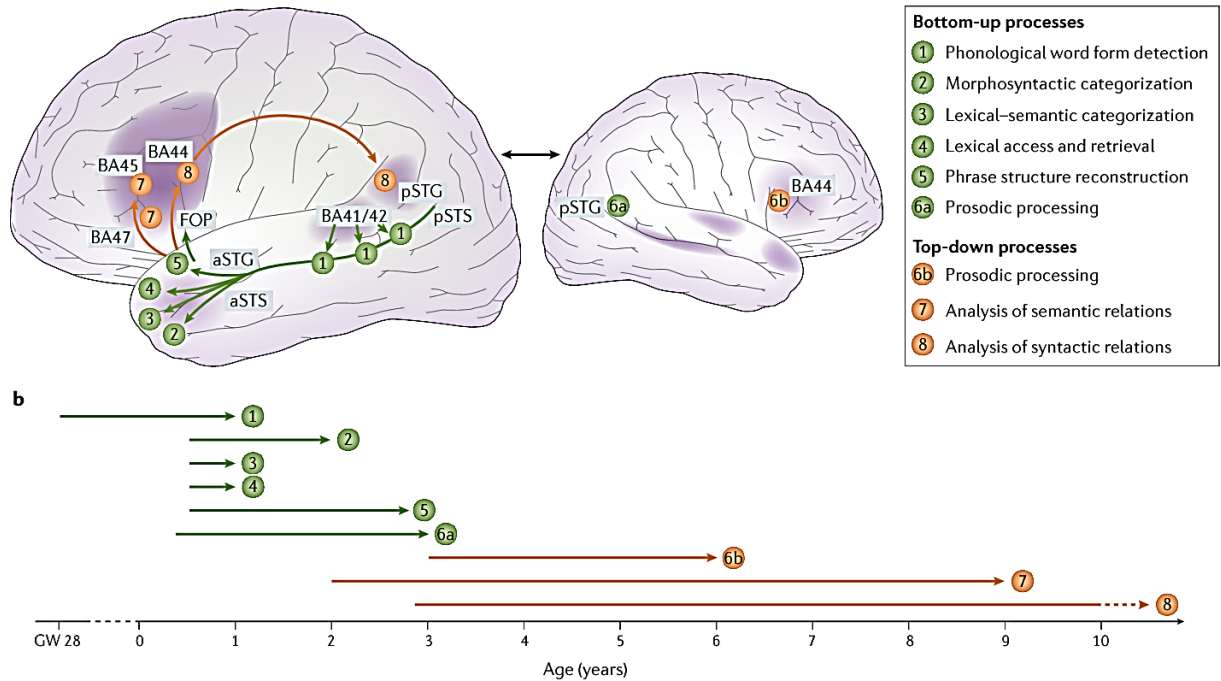 BA45
BA44
7
8
7
BA47
FOP
5
aSTG
4
3
2
aSTS
BA41/42
1
1
1
8
pSTG
pSTS
pSTG
6a
BA44
6b
Bottom-up processes
1 Phonological word form detection
2 Morphosyntactic categorization
3 Lexical–semantic categorization
4 Lexical access and retrieval
5 Phrase structure reconstruction
6a Prosodic processing
Top-down processes
6b Prosodic processing
7 Analysis of semantic relations
8 Analysis of syntactic relations
b
1
2
3
4
5
6a
6b
7
8
GW 28 0 1 2 3 4 5 6 7 8 9 10
Age (years)